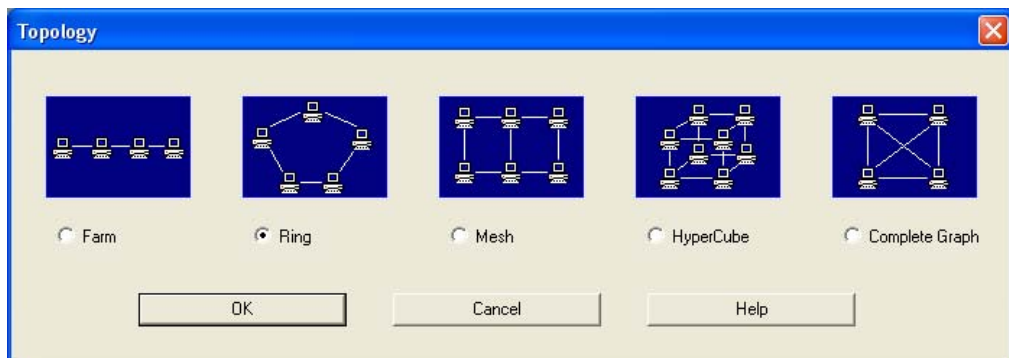 Topology
Farm
Ring
Mesh
HyperCube
Complete Graph
OK
Cancel
Help